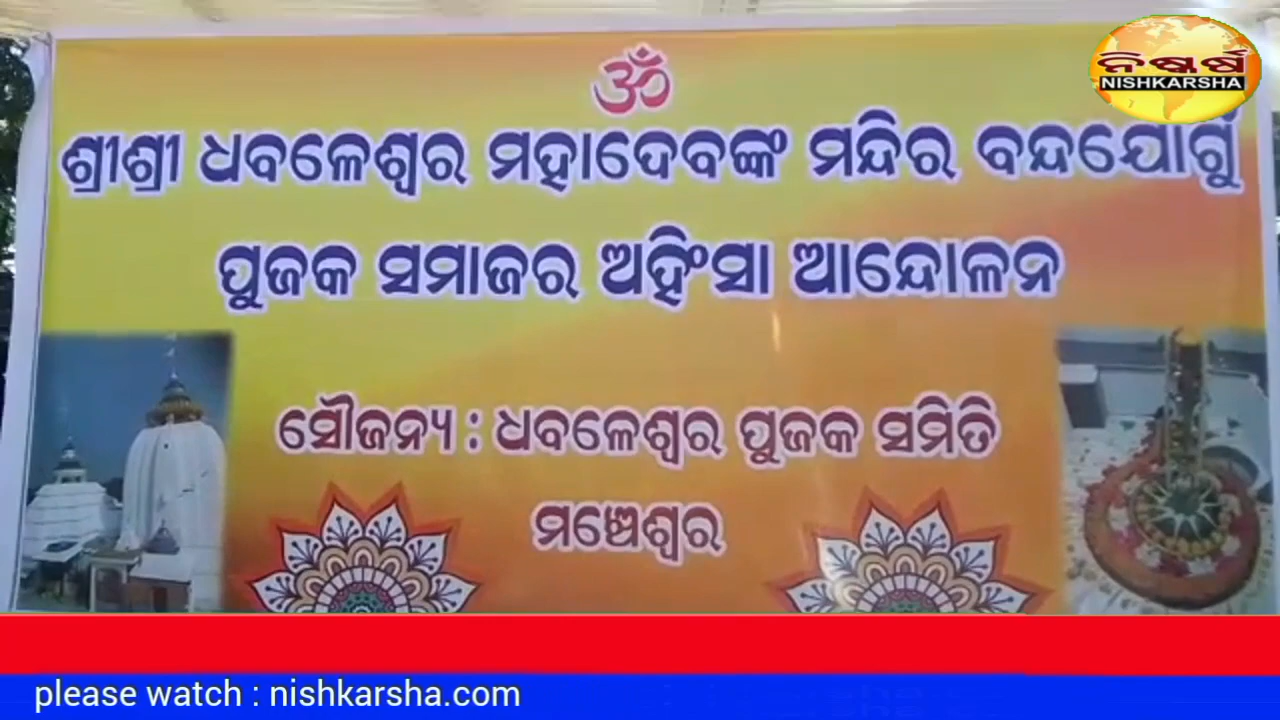 ନିଷ୍କର୍ଷ
NISHKARSHA
ॐ
ଶ୍ରୀଶ୍ରୀ ଧବଳେଶ୍ୱର ମହାଦେବଙ୍କ ମନ୍ଦିର ବନ୍ଦଯୋଗୁଁ
ପୁଜକ ସମାଜର ଅହିଂସା ଆନ୍ଦୋଳନ
ସୌଜନ୍ୟ : ଧବଳେଶ୍ୱର ପୁଜକ ସମିତି
ମଞ୍ଚେଶ୍ୱର
please watch : nishkarsha.com